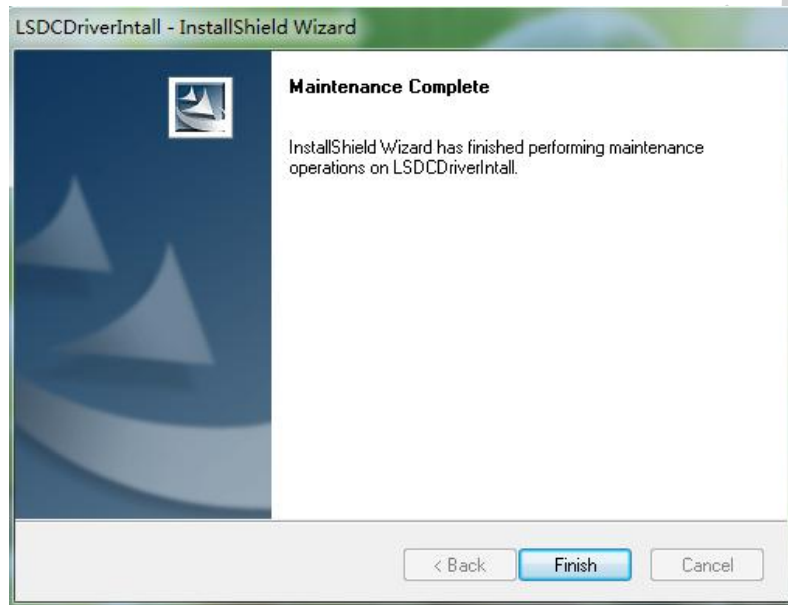 LSDCDriverIntall - InstallShield Wizard
Maintenance Complete
InstallShield Wizard has finished performing maintenance
operations on LSDCDriverIntall.
< Back
Finish
Cancel